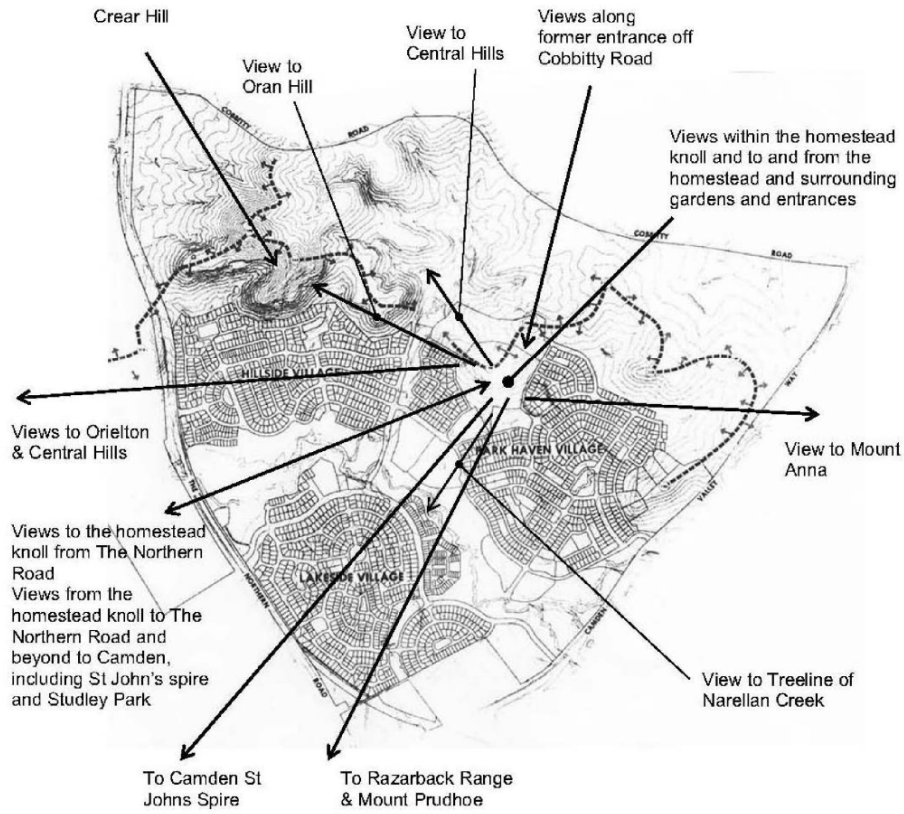 Crear Hill
View to
Oran Hill
View to
Central Hills
Views along
former entrance off
Cobbitty Road
Views within the homestead
knoll and to and from the
homestead and surrounding
gardens and entrances
COBBITTY
ROAD
COBBITTY
ROAD
HILLSIDE VILLAGE
Views to Orielton
& Central Hills
PARK HAVEN VILLAGE
View to Mount
Anna
WAY
VALLEY
CAMDEN
THE
NORTHERN
ROAD
LAKESIDE VILLAGE
Views to the homestead
knoll from The Northern
Road
Views from the
homestead knoll to The
Northern Road and
beyond to Camden,
including St John's spire
and Studley Park
View to Treeline of
Narellan Creek
To Camden St
Johns Spire
To Razarback Range
& Mount Prudhoe